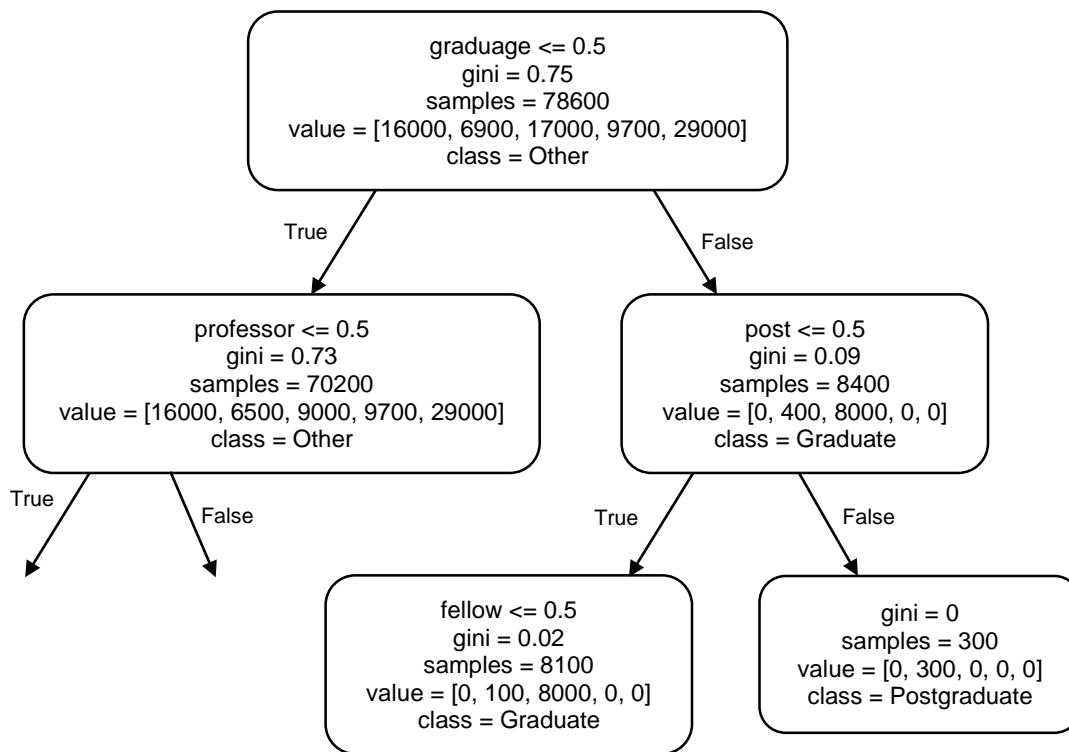 graduage <= 0.5
gini = 0.75
samples = 78600
value = [16000, 6900, 17000, 9700, 29000]
class = Other
True
False
professor <= 0.5
gini = 0.73
samples = 70200
value = [16000, 6500, 9000, 9700, 29000]
class = Other
post <= 0.5
gini = 0.09
samples = 8400
value = [0, 400, 8000, 0, 0]
class = Graduate
True
False
True
False
fellow <= 0.5
gini = 0.02
samples = 8100
value = [0, 100, 8000, 0, 0]
class = Graduate
gini = 0
samples = 300
value = [0, 300, 0, 0, 0]
class = Postgraduate